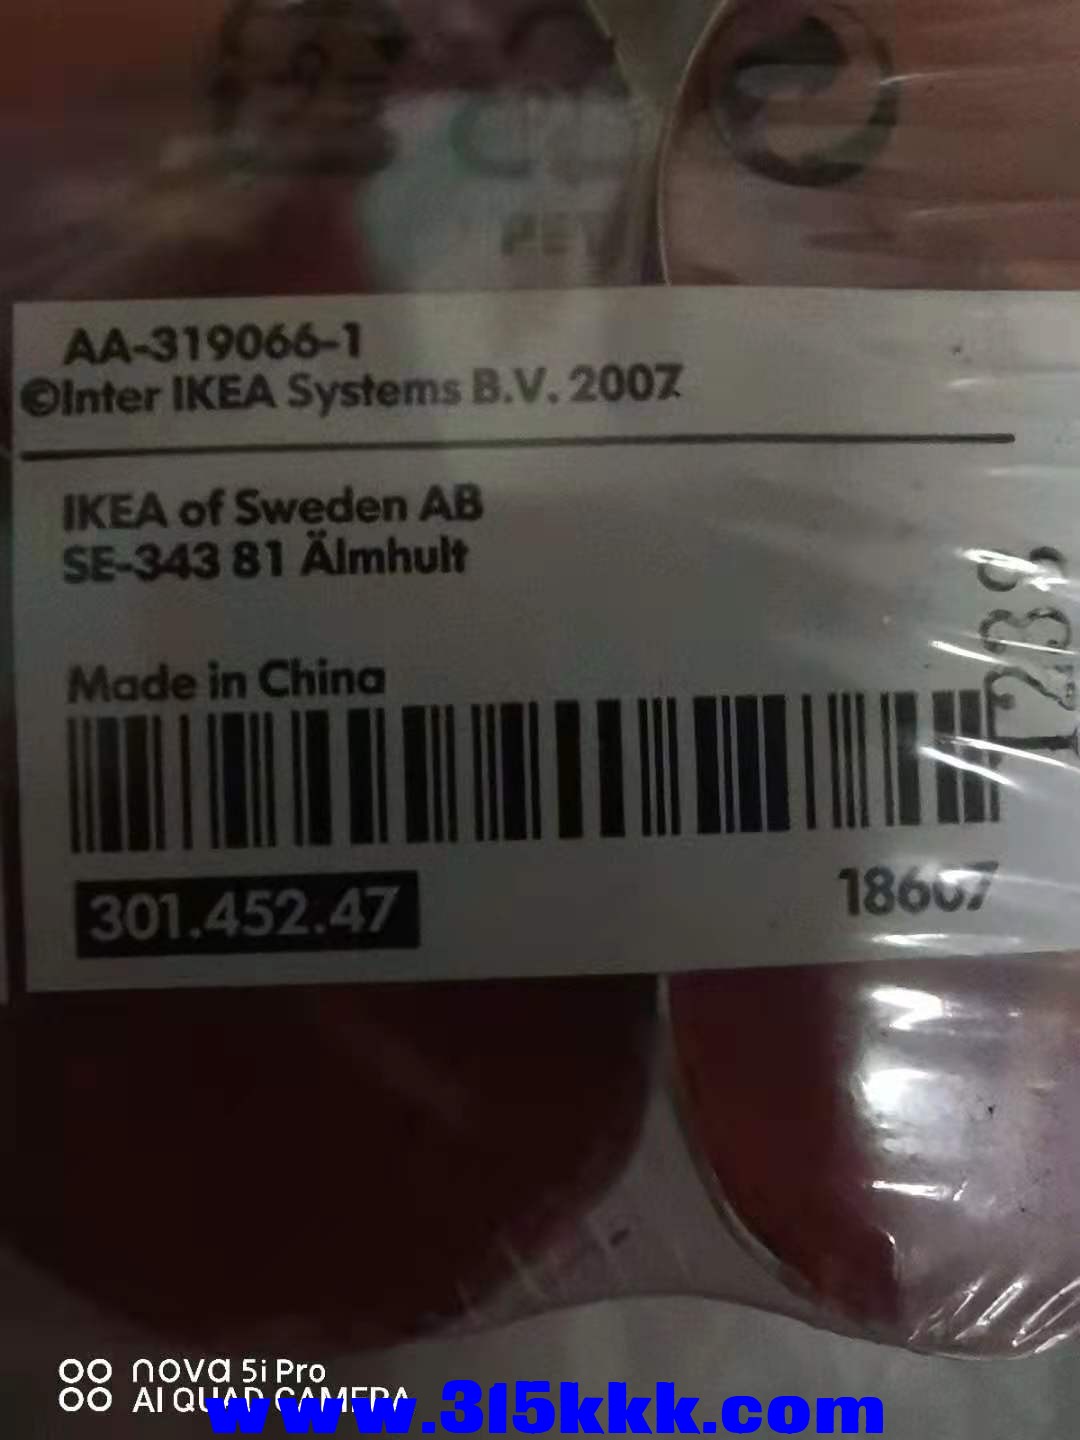 PET
AA-319066-1
©Inter IKEA Systems B.V. 2007
IKEA of Sweden AB
SE-343 81 Älmhult
Made in China
301.452.47
18607
nova 5i Pro
AI QUAD CAMERA
www.315kkk.com